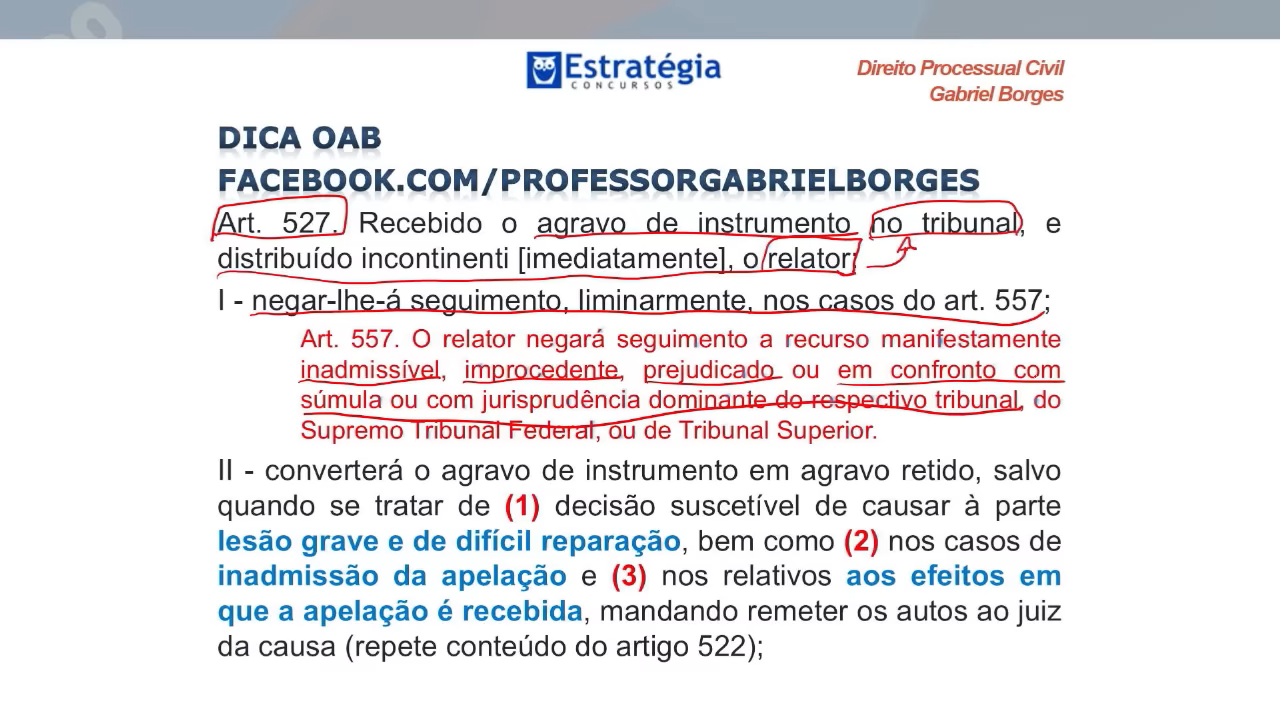 Estratégia
CONCURSOS
Direito Processual Civil
Gabriel Borges
DICA OAB
FACEBOOK.COM/PROFESSORGABRIELBORGES
Art. 527. Recebido o agravo de instrumento no tribunal, e
distribuído incontinenti [imediatamente], o relator:
I - negar-lhe-á seguimento, liminarmente, nos casos do art. 557;
Art. 557. O relator negará seguimento a recurso manifestamente
inadmissível, improcedente, prejudicado ou em confronto com
súmula ou com jurisprudência dominante do respectivo tribunal, do
Supremo Tribunal Federal, ou de Tribunal Superior.
II - converterá o agravo de instrumento em agravo retido, salvo
quando se tratar de (1) decisão suscetível de causar à parte
lesão grave e de difícil reparação, bem como (2) nos casos de
inadmissão da apelação e (3) nos relativos aos efeitos em
que a apelação é recebida, mandando remeter os autos ao juiz
da causa (repete conteúdo do artigo 522);